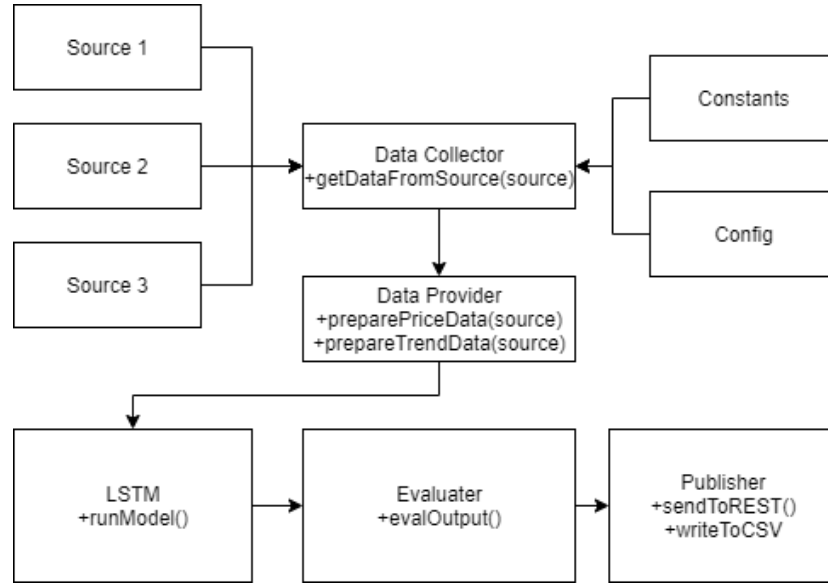 Source 1
Source 2
Source 3
Constants
Config
Data Collector
+getDataFromSource(source)
Data Provider
+preparePriceData(source)
+prepareTrendData(source)
LSTM
+runModel()
Evaluater
+evalOutput()
Publisher
+sendToREST()
+writeToCSV